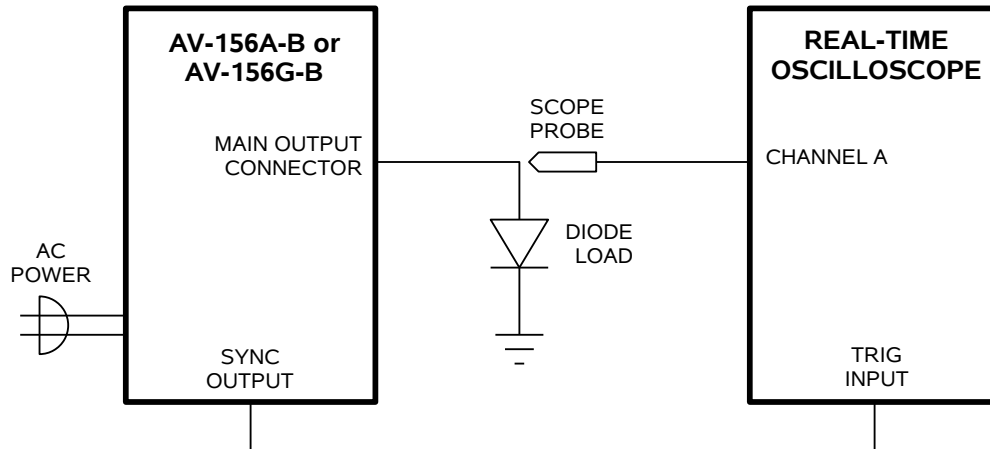 AV-156A-B or
AV-156G-B
MAIN OUTPUT
CONNECTOR
AC
POWER
SYNC
OUTPUT
SCOPE
PROBE
DIODE
LOAD
REAL-TIME
OSCILLOSCOPE
CHANNEL A
TRIG
INPUT